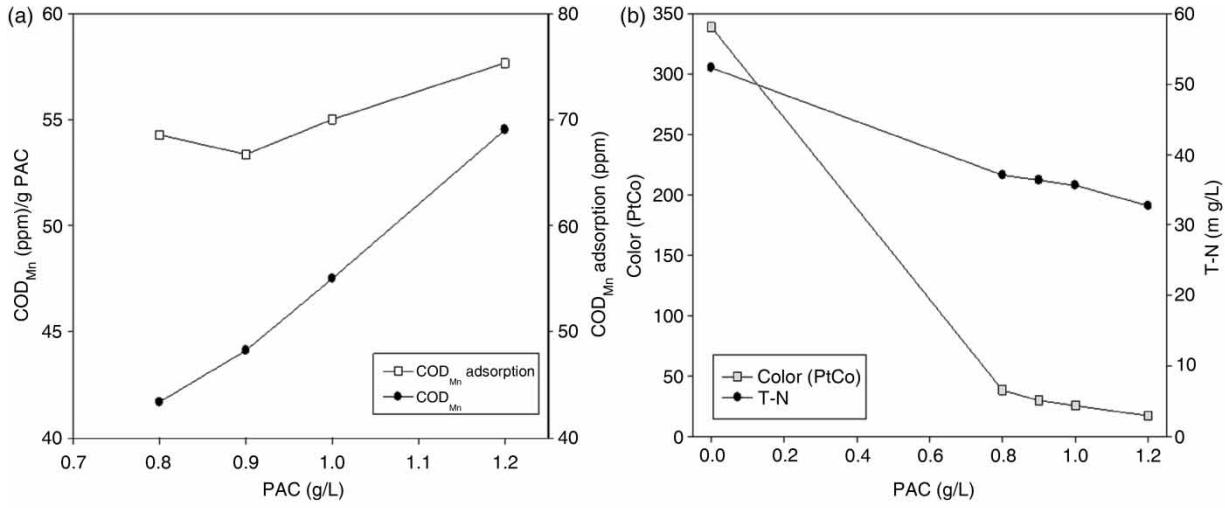 (a)
60
55
50
45
40
COD_Mn (ppm)/g PAC
80
70
60
50
40
COD_Mn adsorption (ppm)
0.7 0.8 0.9 1.0 1.1 1.2
PAC (g/L)
COD_Mn adsorption
COD_Mn
(b)
350
300
250
200
150
100
50
0
Color (PtCo)
60
50
40
30
20
10
0
T-N (m g/L)
0.0 0.2 0.4 0.6 0.8 1.0 1.2
PAC (g/L)
Color (PtCo)
T-N